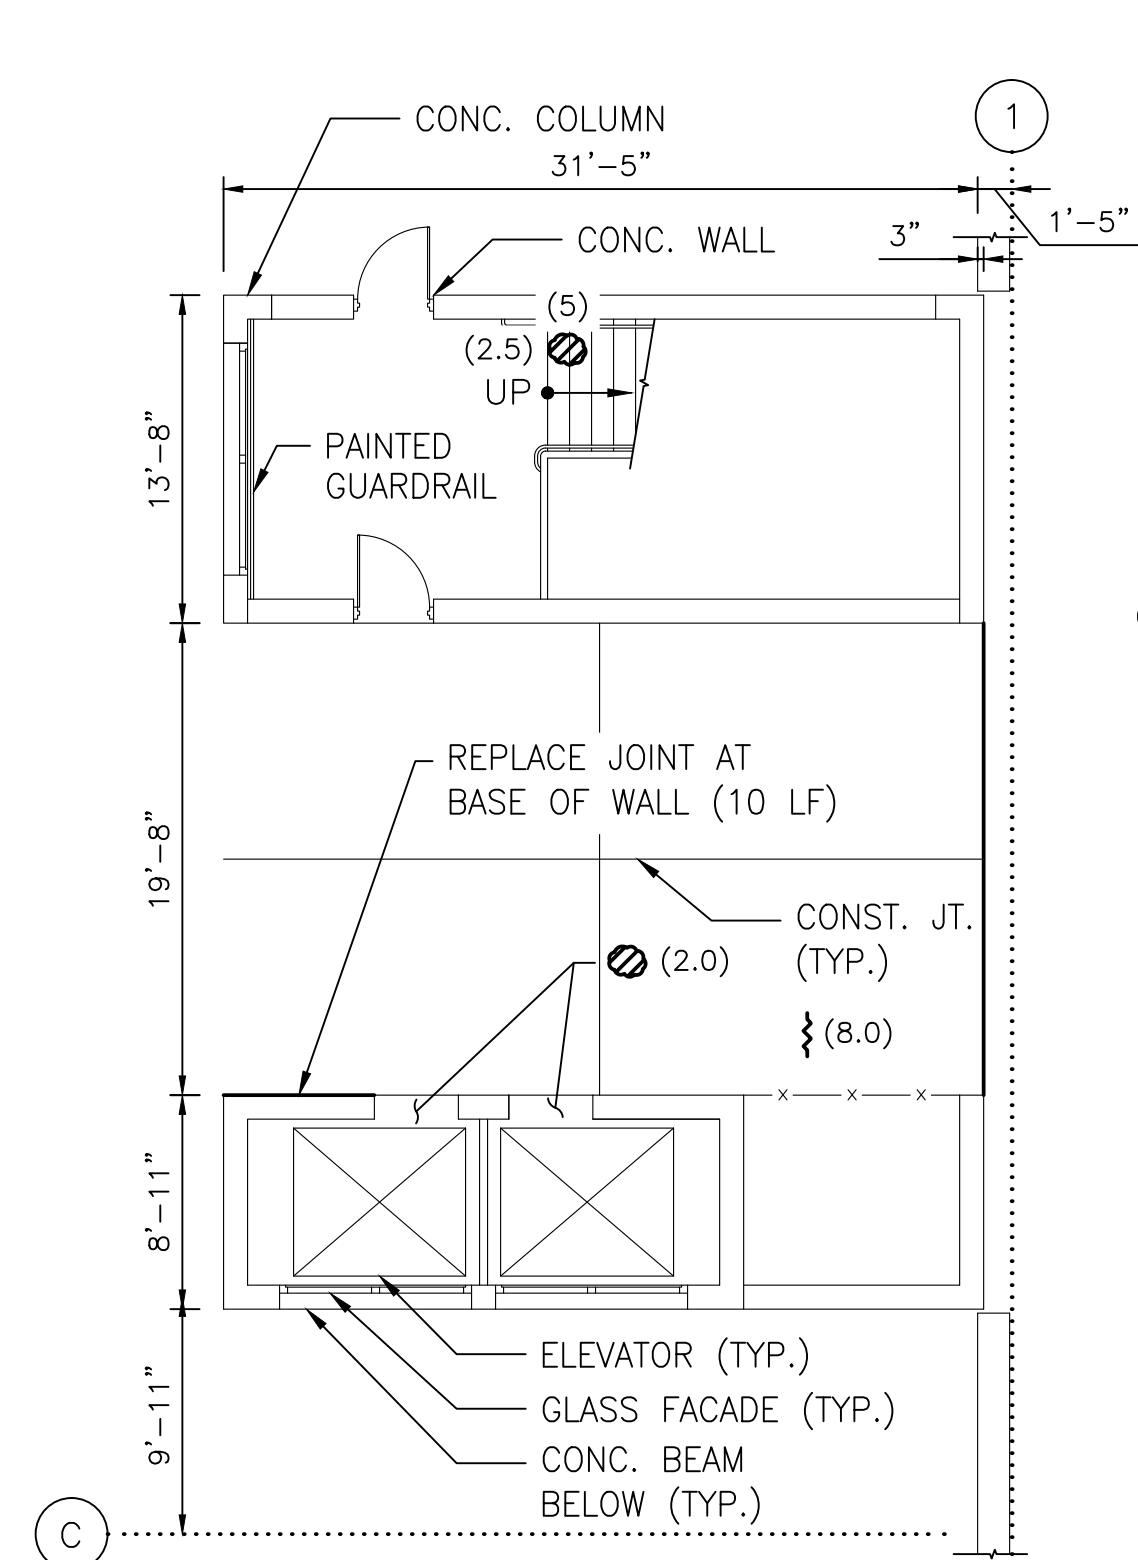 CONC. COLUMN
1
31'-5"
1'-5"
CONC. WALL
3"
(5)
(2.5)
UP
13'-8"
PAINTED
GUARDRAIL
REPLACE JOINT AT
BASE OF WALL (10 LF)
19'-8"
CONST. JT.
(TYP.)
(2.0)
(8.0)
x x x
8'-11"
ELEVATOR (TYP.)
GLASS FACADE (TYP.)
9'-11"
CONC. BEAM
BELOW (TYP.)
C